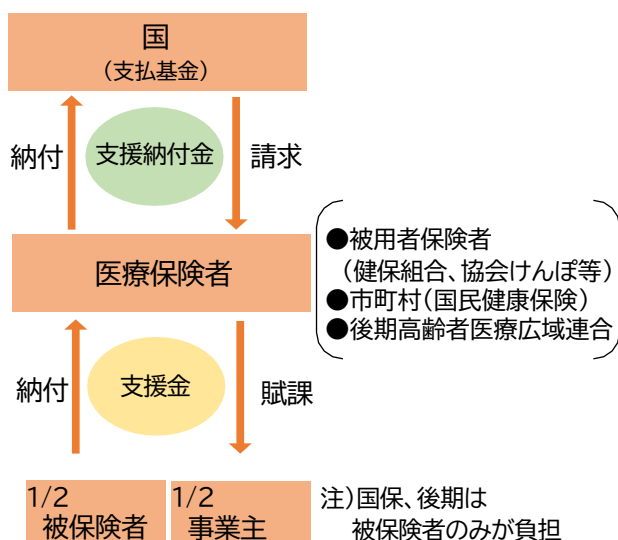 国
(支払基金)
納付
支援納付金
請求
医療保険者
●被用者保険者
(健保組合、協会けんぽ等)
●市町村(国民健康保険)
●後期高齢者医療広域連合
納付
支援金
賦課
1/2
被保険者
1/2
事業主
注)国保、後期は
被保険者のみが負担